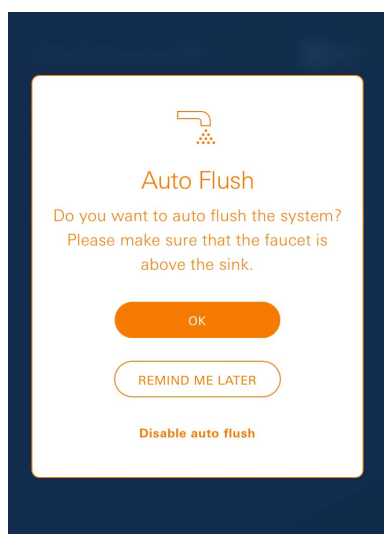 Auto Flush
Do you want to auto flush the system?
Please make sure that the faucet is
above the sink.
OK
REMIND ME LATER
Disable auto flush